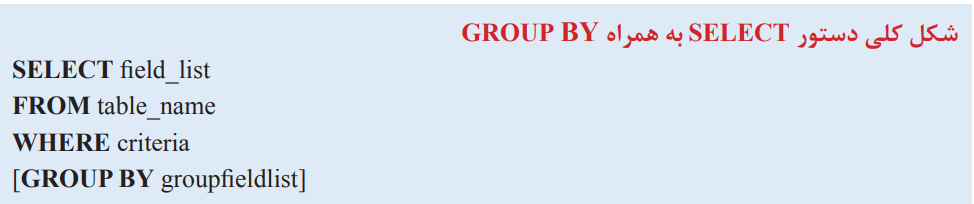 شکل کلی دستور SELECT به همراه GROUP BY
SELECT field_list
FROM table_name
WHERE criteria
[GROUP BY groupfieldlist]